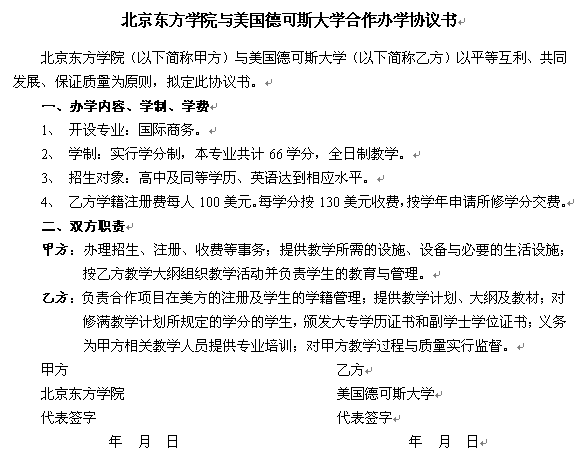 北京东方学院与美国德可斯大学合作办学协议书
北京东方学院（以下简称甲方）与美国德可斯大学（以下简称乙方）以平等互利、共同
发展、保证质量为原则，拟定此协议书。
一、办学内容、学制、学费
1、 开设专业：国际商务。
2、 学制：实行学分制，本专业共计 66 学分，全日制教学。
3、 招生对象：高中及同等学历、英语达到相应水平。
4、 乙方学籍注册费每人 100 美元。每学分按 130 美元收费，按学年申请所修学分交费。
二、双方职责
甲方：办理招生、注册、收费等事务；提供教学所需的设施、设备与必要的生活设施；
按乙方教学大纲组织教学活动并负责学生的教育与管理。
乙方：负责合作项目在美方的注册及学生的学籍管理；提供教学计划、大纲及教材；对
修满教学计划所规定的学分的学生，颁发大专学历证书和副学士学位证书；义务
为甲方相关教学人员提供专业培训；对甲方教学过程与质量实行监督。
甲方 乙方
北京东方学院 美国德可斯大学
代表签字 代表签字
年 月 日 年 月 日